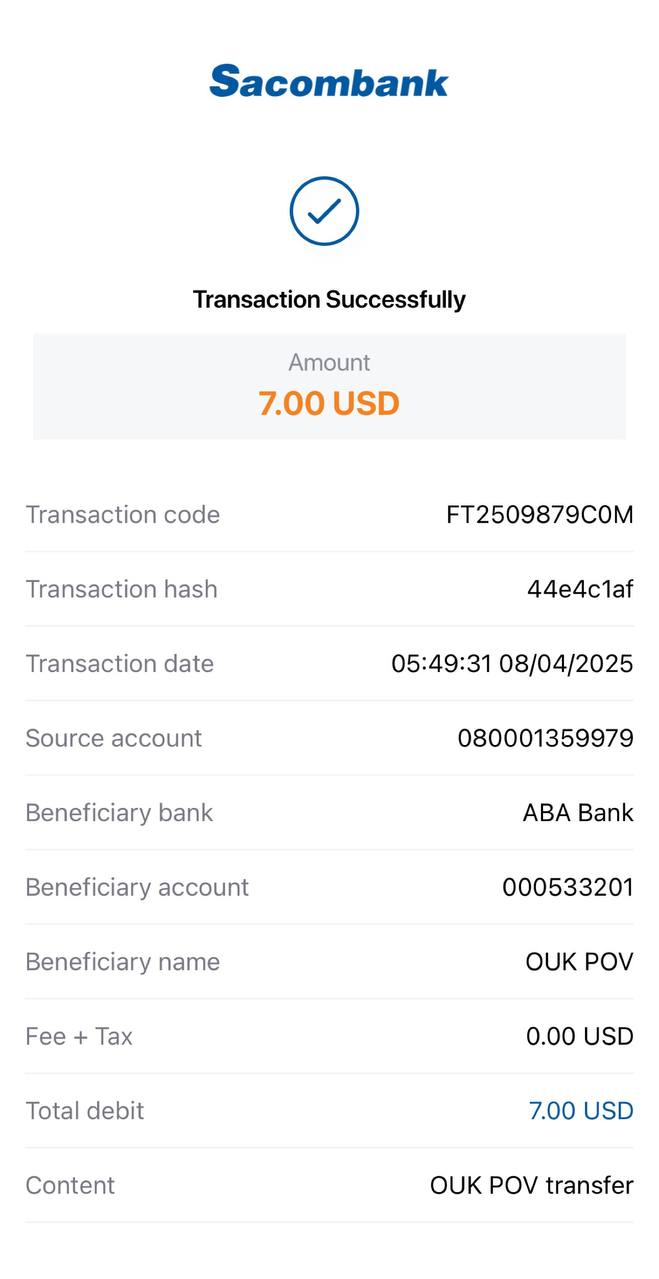 Sacombank
Transaction Successfully
Amount
7.00 USD
Transaction code FT2509879C0M
Transaction hash 44e4c1af
Transaction date 05:49:31 08/04/2025
Source account 080001359979
Beneficiary bank ABA Bank
Beneficiary account 000533201
Beneficiary name OUK POV
Fee + Tax 0.00 USD
Total debit 7.00 USD
Content OUK POV transfer